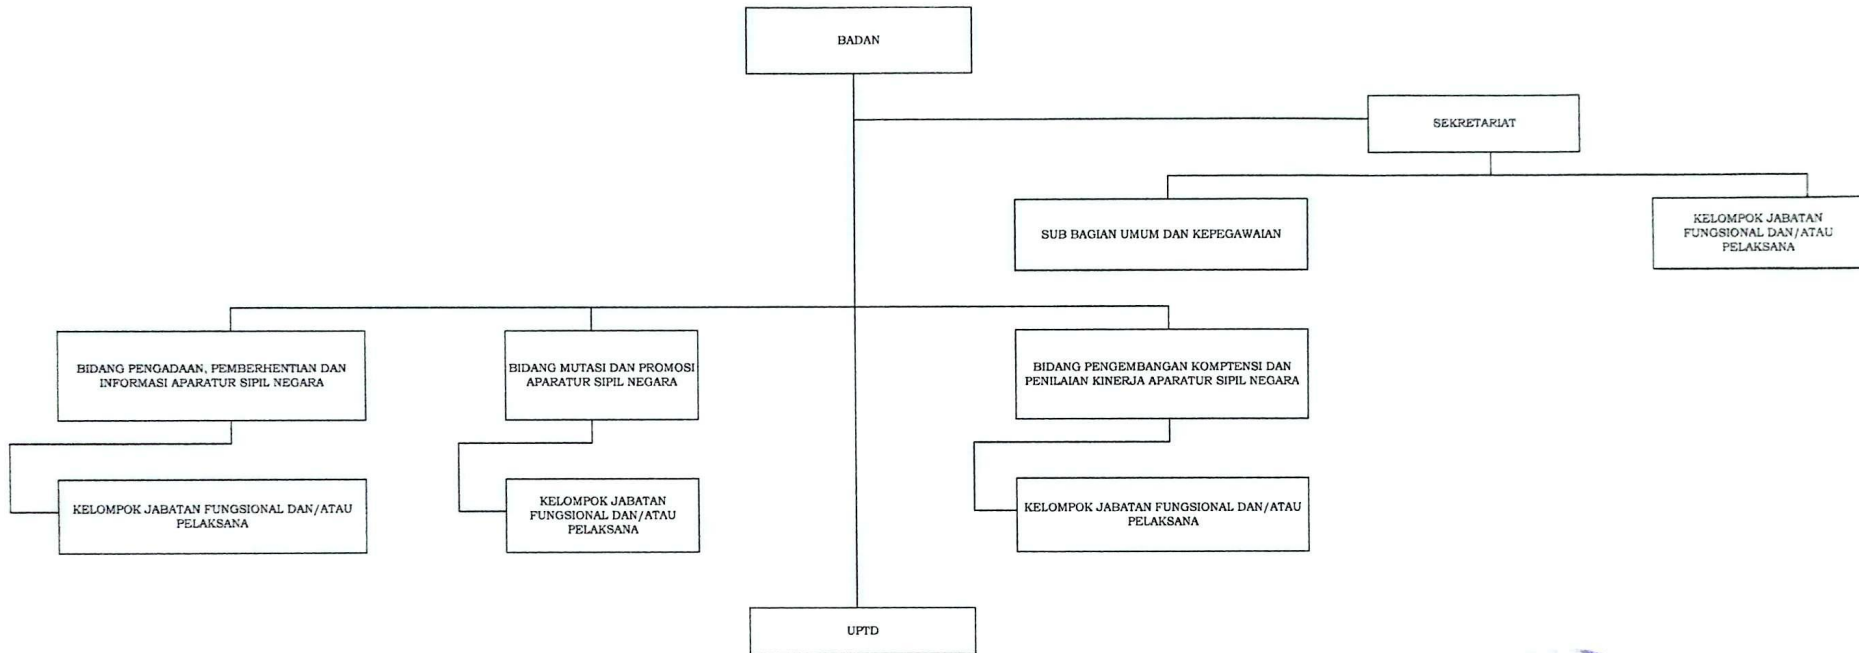 BADAN
SEKRETARIAT
SUB BAGIAN UMUM DAN KEPEGAWAIAN
KELOMPOK JABATAN
FUNGSIONAL DAN/ATAU
PELAKSANA
BIDANG PENGADAAN, PEMBERHENTIAN DAN
INFORMASI APARATUR SIPIL NEGARA
BIDANG MUTASI DAN PROMOSI
APARATUR SIPIL NEGARA
BIDANG PENGEMBANGAN KOMPTENSI DAN
PENILAIAN KINERJA APARATUR SIPIL NEGARA
KELOMPOK JABATAN FUNGSIONAL DAN/ATAU
PELAKSANA
KELOMPOK JABATAN
FUNGSIONAL DAN/ATAU
PELAKSANA
KELOMPOK JABATAN FUNGSIONAL DAN/ATAU
PELAKSANA
UPTD